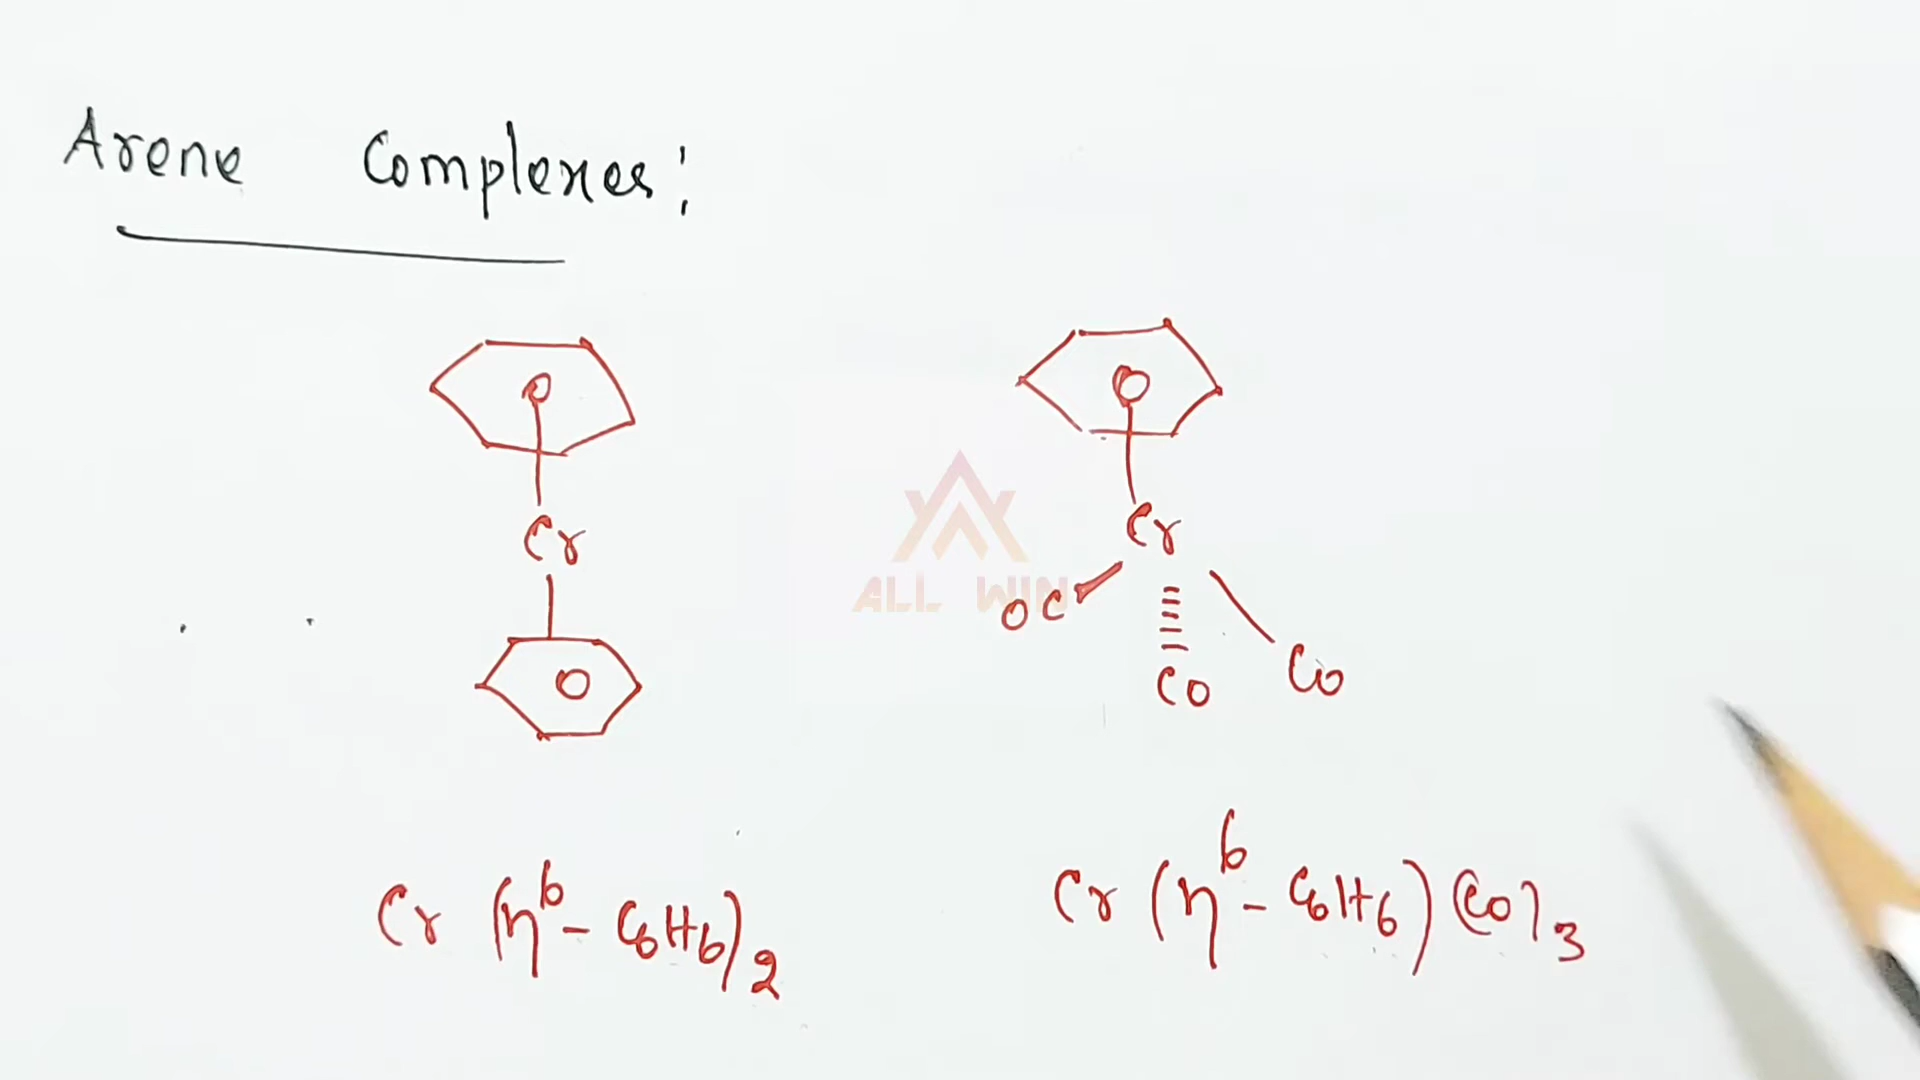 Arene Complexes:
Cr
Cr
OC
CO
CO
ALL WIN
Cr (η⁶ - C₆H₆)₂
Cr (η⁶ - C₆H₆) (CO)₃